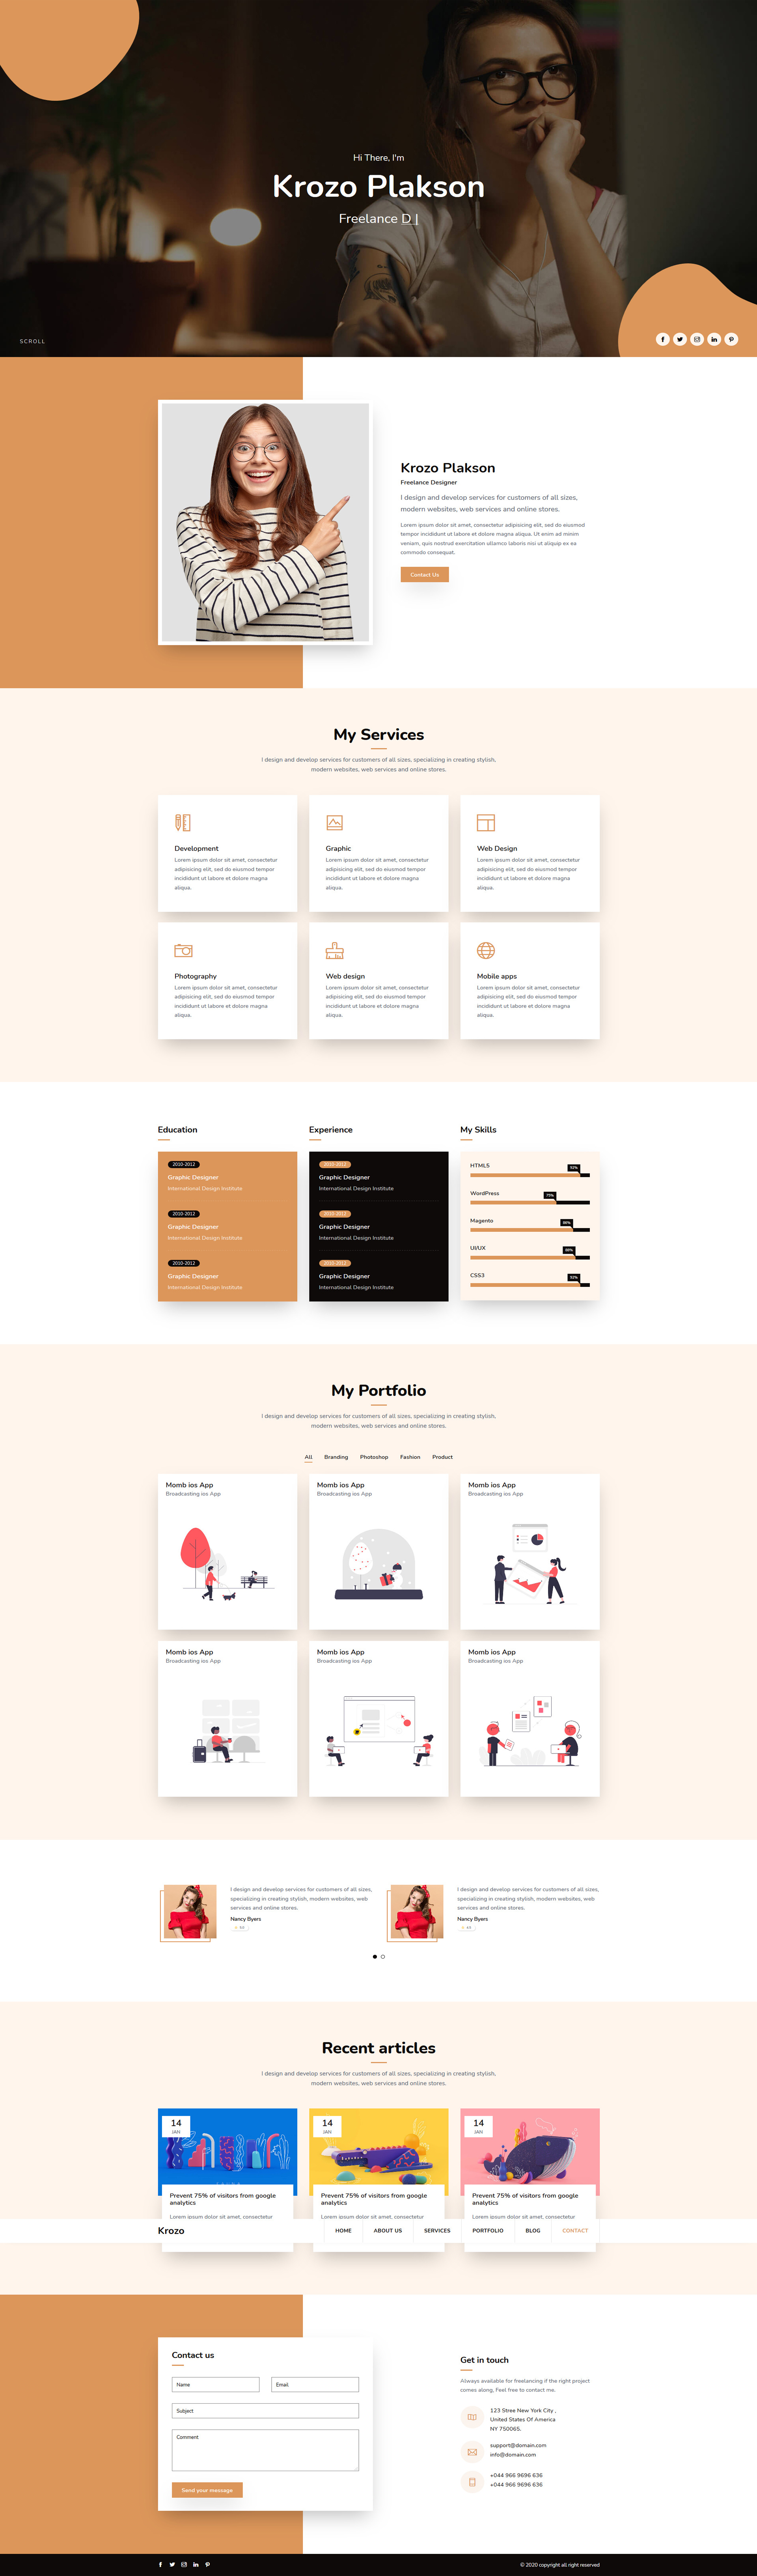 Hi There, I'm
Krozo Plakson
Freelance D |
SCROLL
Krozo Plakson
Freelance Designer
I design and develop services for customers of all sizes,
modern websites, web services and online stores.
Lorem ipsum dolor sit amet, consectetur adipisicing elit, sed do eiusmod
tempor incididunt ut labore et dolore magna aliqua. Ut enim ad minim
veniam, quis nostrud exercitation ullamco laboris nisi ut aliquip ex ea
commodo consequat.
Contact Us
My Services
I design and develop services for customers of all sizes, specializing in creating stylish,
modern websites, web services and online stores.
Development
Lorem ipsum dolor sit amet, consectetur
adipisicing elit, sed do eiusmod tempor
incididunt ut labore et dolore magna
aliqua.
Graphic
Lorem ipsum dolor sit amet, consectetur
adipisicing elit, sed do eiusmod tempor
incididunt ut labore et dolore magna
aliqua.
Web Design
Lorem ipsum dolor sit amet, consectetur
adipisicing elit, sed do eiusmod tempor
incididunt ut labore et dolore magna
aliqua.
Photography
Lorem ipsum dolor sit amet, consectetur
adipisicing elit, sed do eiusmod tempor
incididunt ut labore et dolore magna
aliqua.
Web design
Lorem ipsum dolor sit amet, consectetur
adipisicing elit, sed do eiusmod tempor
incididunt ut labore et dolore magna
aliqua.
Mobile apps
Lorem ipsum dolor sit amet, consectetur
adipisicing elit, sed do eiusmod tempor
incididunt ut labore et dolore magna
aliqua.
Education
2010-2012
Graphic Designer
International Design Institute
2010-2012
Graphic Designer
International Design Institute
2010-2012
Graphic Designer
International Design Institute
Experience
2010-2012
Graphic Designer
International Design Institute
2010-2012
Graphic Designer
International Design Institute
2010-2012
Graphic Designer
International Design Institute
My Skills
HTML5
92%
WordPress
Magento
UI/UX
CSS3
92%
My Portfolio
I design and develop services for customers of all sizes, specializing in creating stylish,
modern websites, web services and online stores.
All Branding Photoshop Fashion Product
Momb ios App
Broadcasting ios App
Momb ios App
Broadcasting ios App
Momb ios App
Broadcasting ios App
Momb ios App
Broadcasting ios App
Momb ios App
Broadcasting ios App
Momb ios App
Broadcasting ios App
I design and develop services for customers of all sizes,
specializing in creating stylish, modern websites, web
services and online stores.
Nancy Byers
I design and develop services for customers of all sizes,
specializing in creating stylish, modern websites, web
services and online stores.
Nancy Byers
Recent articles
I design and develop services for customers of all sizes, specializing in creating stylish,
modern websites, web services and online stores.
14
JAN
Prevent 75% of visitors from google
analytics
Lorem ipsum dolor sit amet, consectetur
14
JAN
Prevent 75% of visitors from google
analytics
Lorem ipsum dolor sit amet, consectetur
14
JAN
Prevent 75% of visitors from google
analytics
Lorem ipsum dolor sit amet, consectetur
Krozo
HOME ABOUT US SERVICES PORTFOLIO BLOG CONTACT
Contact us
Name
Email
Subject
Comment
Send your message
Get in touch
Always available for freelancing if the right project
comes along, Feel free to contact me.
123 Stree New York City ,
United States Of America
NY 750065.
support@domain.com
info@domain.com
+044 966 9696 636
+044 966 9696 636
© 2020 copyright all right reserved